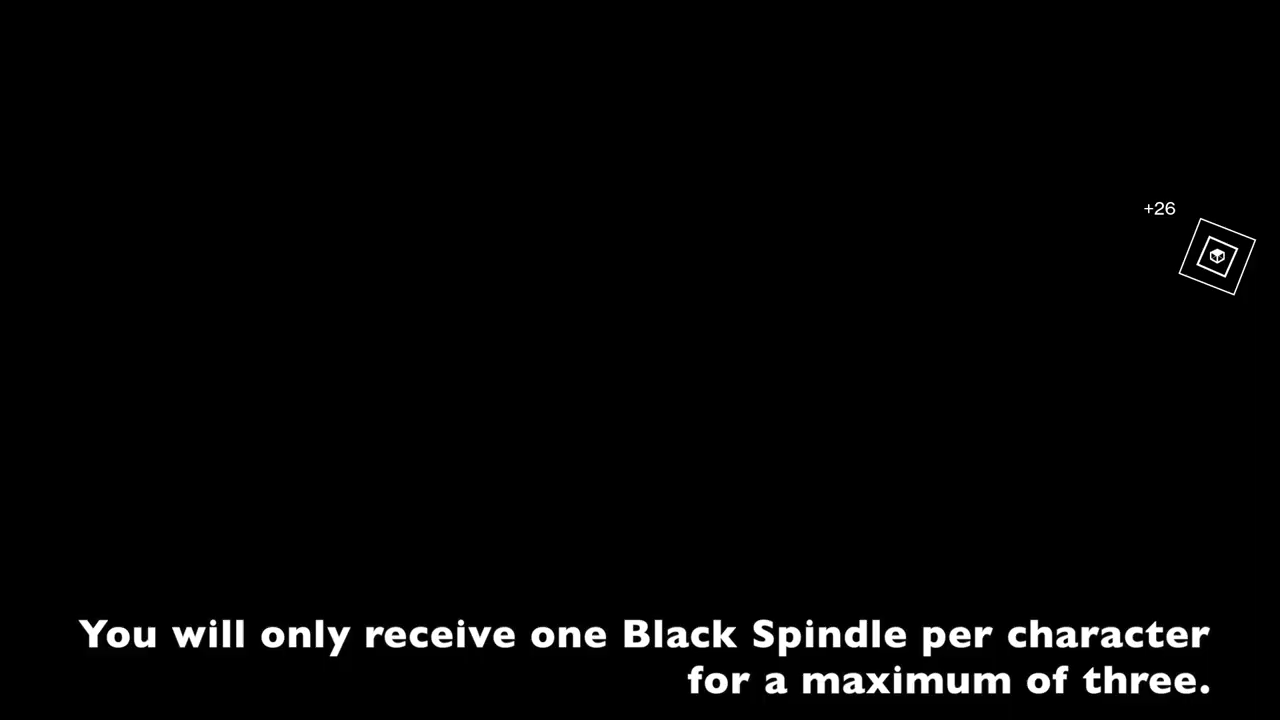 +26
You will only receive one Black Spindle per character
for a maximum of three.